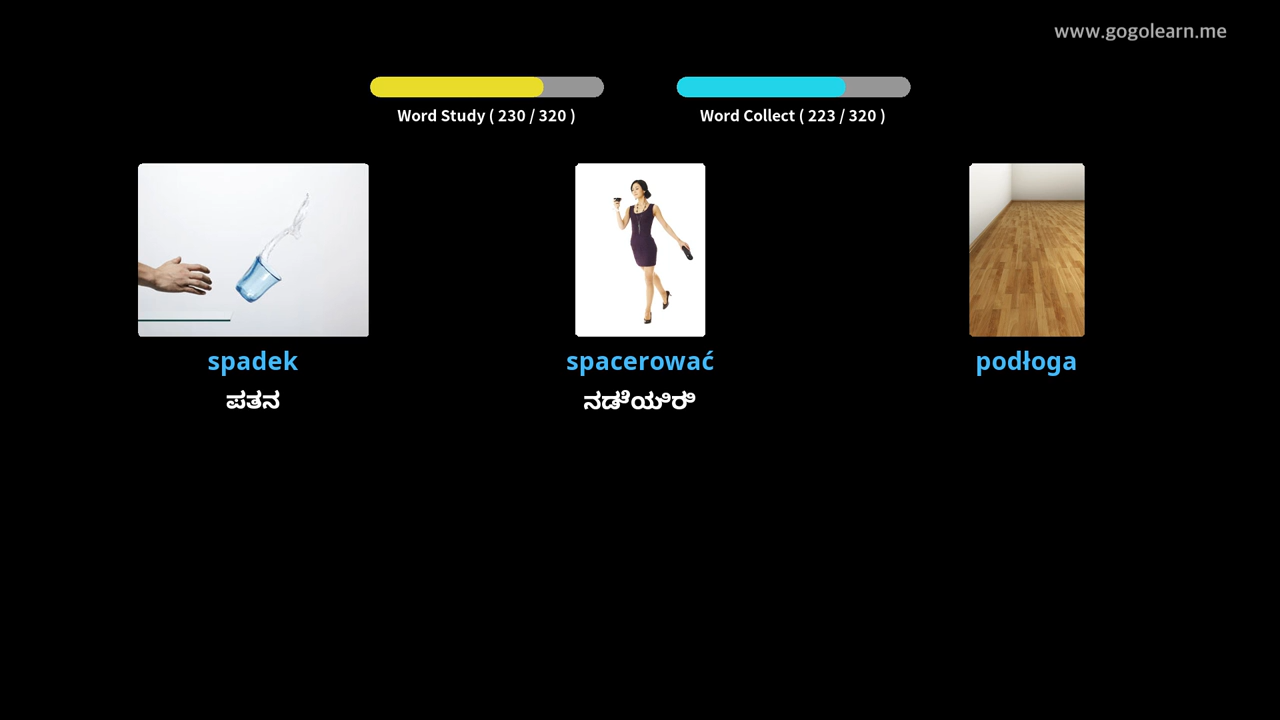 www.gogolearn.me
Word Study ( 230 / 320 )
Word Collect ( 223 / 320 )
spadek
spacerować
podłoga
ಪತನ
ನಡೆಯಿರಿ